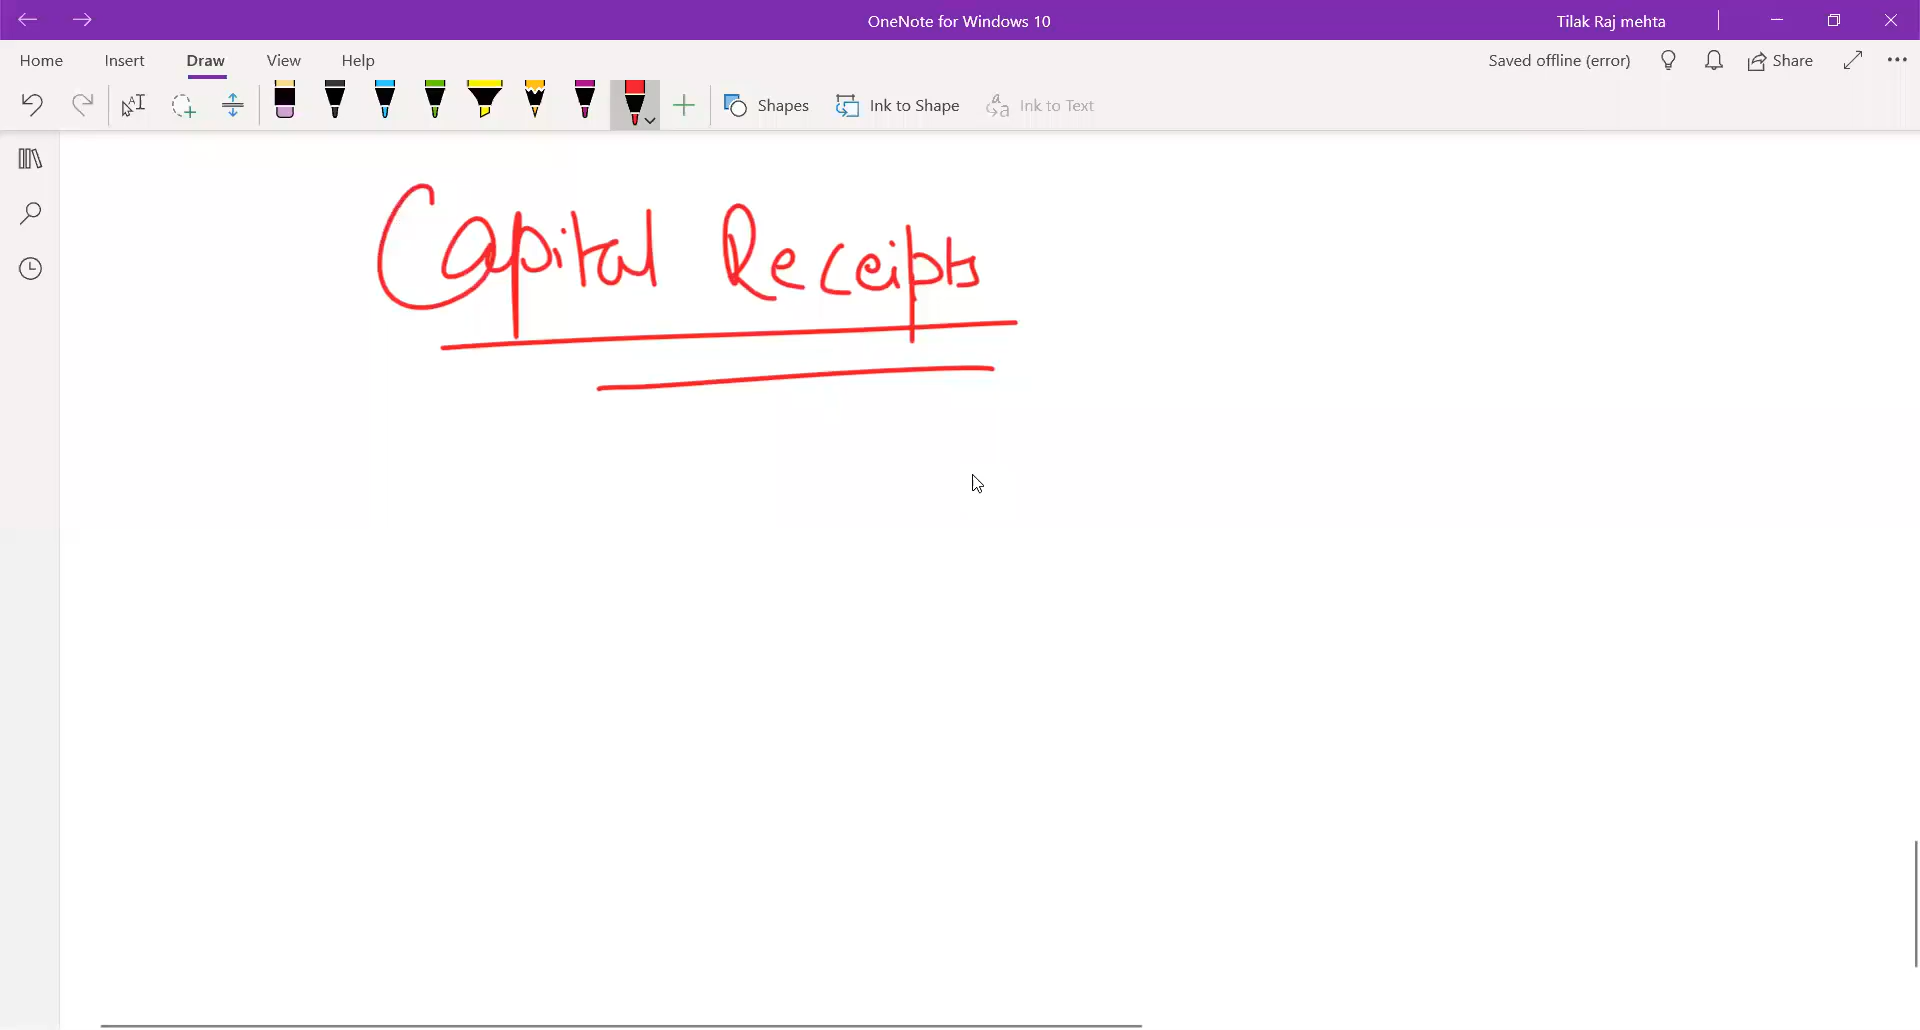 OneNote for Windows 10
Tilak Raj mehta
Home Insert Draw View Help
Saved offline (error) Share
Shapes Ink to Shape Ink to Text
Capital Receipts